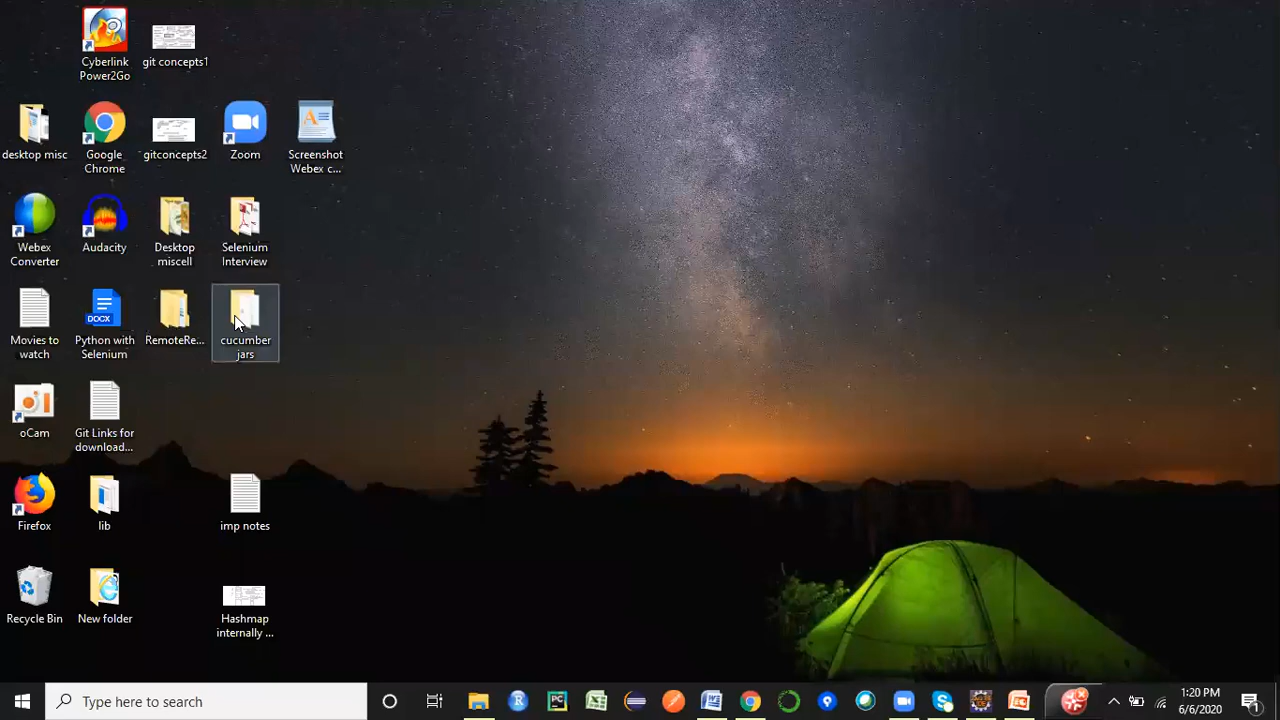 Cyberlink
Power2Go
git concepts1
desktop misc
Google
Chrome
gitconcepts2
Zoom
Screenshot
Webex c...
Webex
Converter
Audacity
Desktop
miscell
Selenium
Interview
Movies to
watch
DOCX
Python with
Selenium
RemoteRe...
cucumber
jars
oCam
Git Links for
download...
Firefox
lib
imp notes
Recycle Bin
New folder
Hashmap
internally ...
Type here to search
1:20 PM
6/6/2020